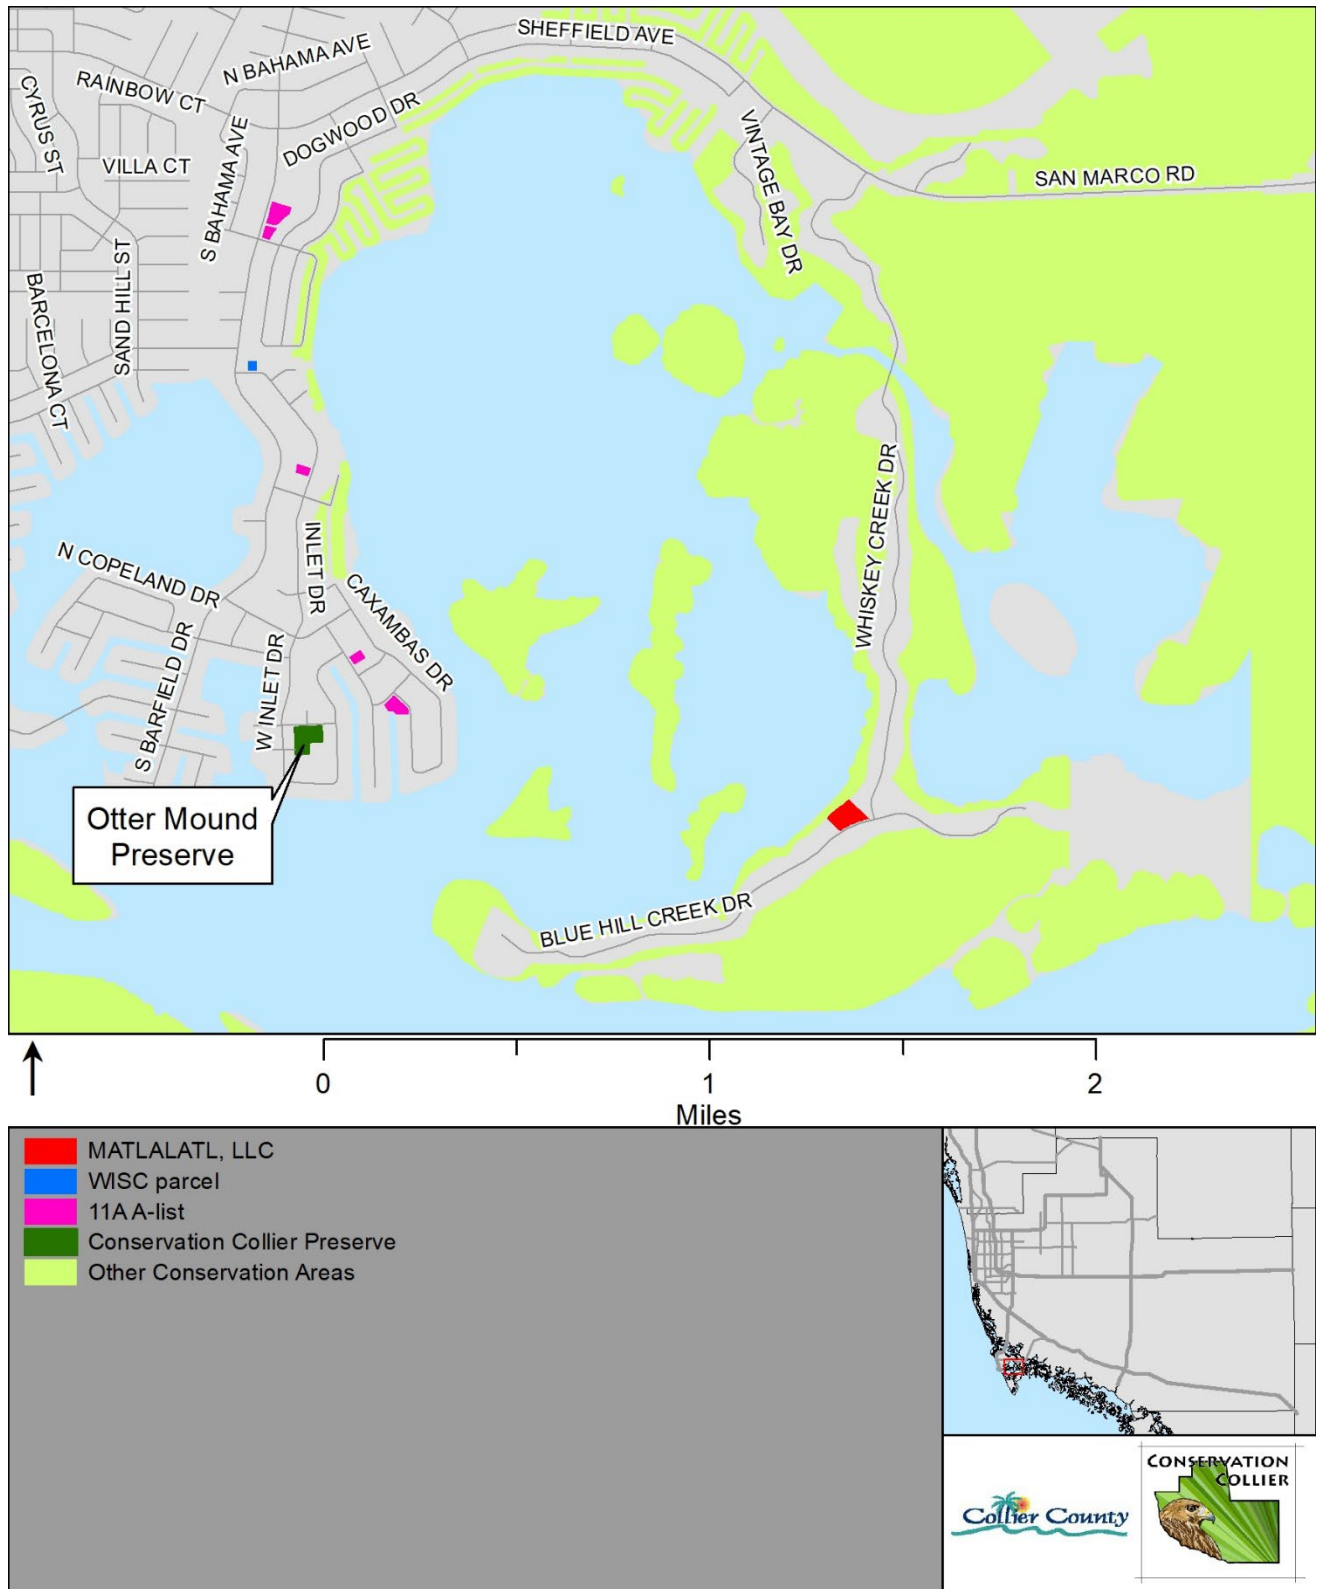 SHEFFIELD AVE
N BAHAMA AVE
RAINBOW CT
CYRUS ST
DOGWOOD DR
VINTAGE BAY DR
VILLA CT
S BAHAMA AVE
SAN MARCO RD
SAND HILL ST
BARCELONA CT
WHISKEY CREEK DR
INLET DR
N COPELAND DR
CAXAMBAS DR
S BARFIELD DR
W INLET DR
Otter Mound
Preserve
BLUE HILL CREEK DR
0 1 2
Miles
MATLALATL, LLC
WISC parcel
11A A-list
Conservation Collier Preserve
Other Conservation Areas
CONSERVATION
COLLIER
Collier County